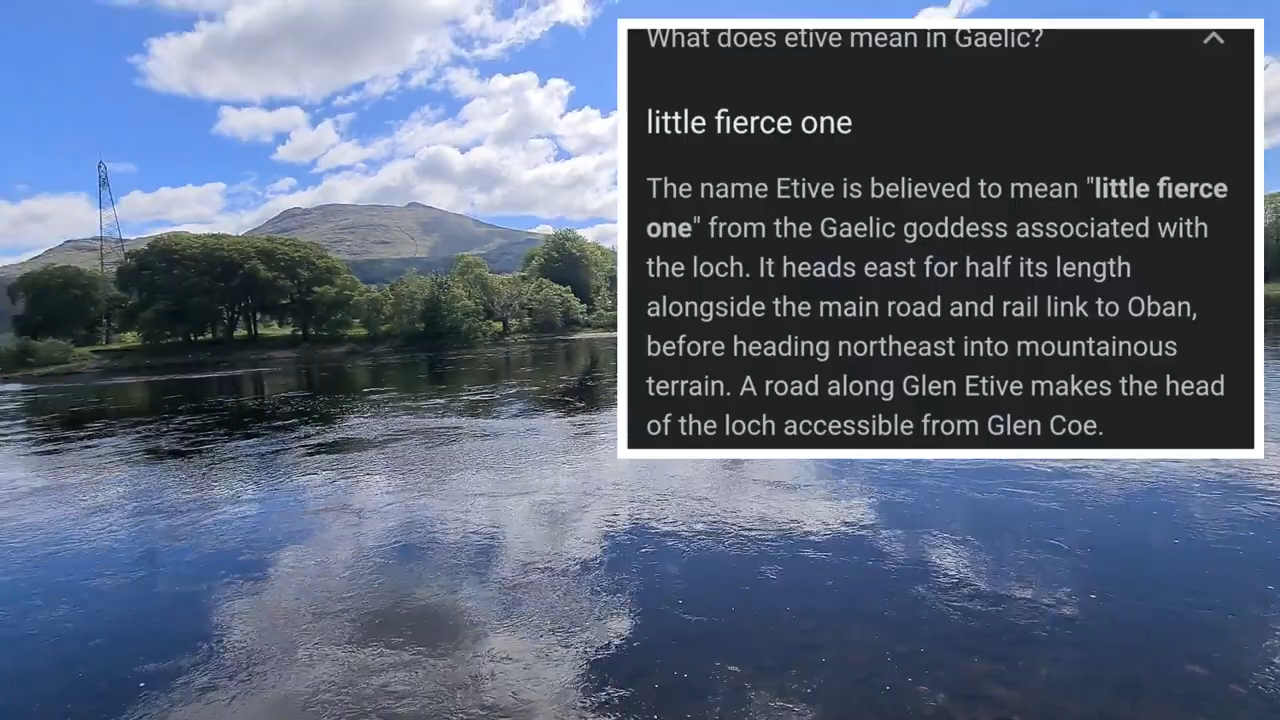 What does etive mean in Gaelic?
little fierce one
The name Etive is believed to mean "little fierce
one" from the Gaelic goddess associated with
the loch. It heads east for half its length
alongside the main road and rail link to Oban,
before heading northeast into mountainous
terrain. A road along Glen Etive makes the head
of the loch accessible from Glen Coe.